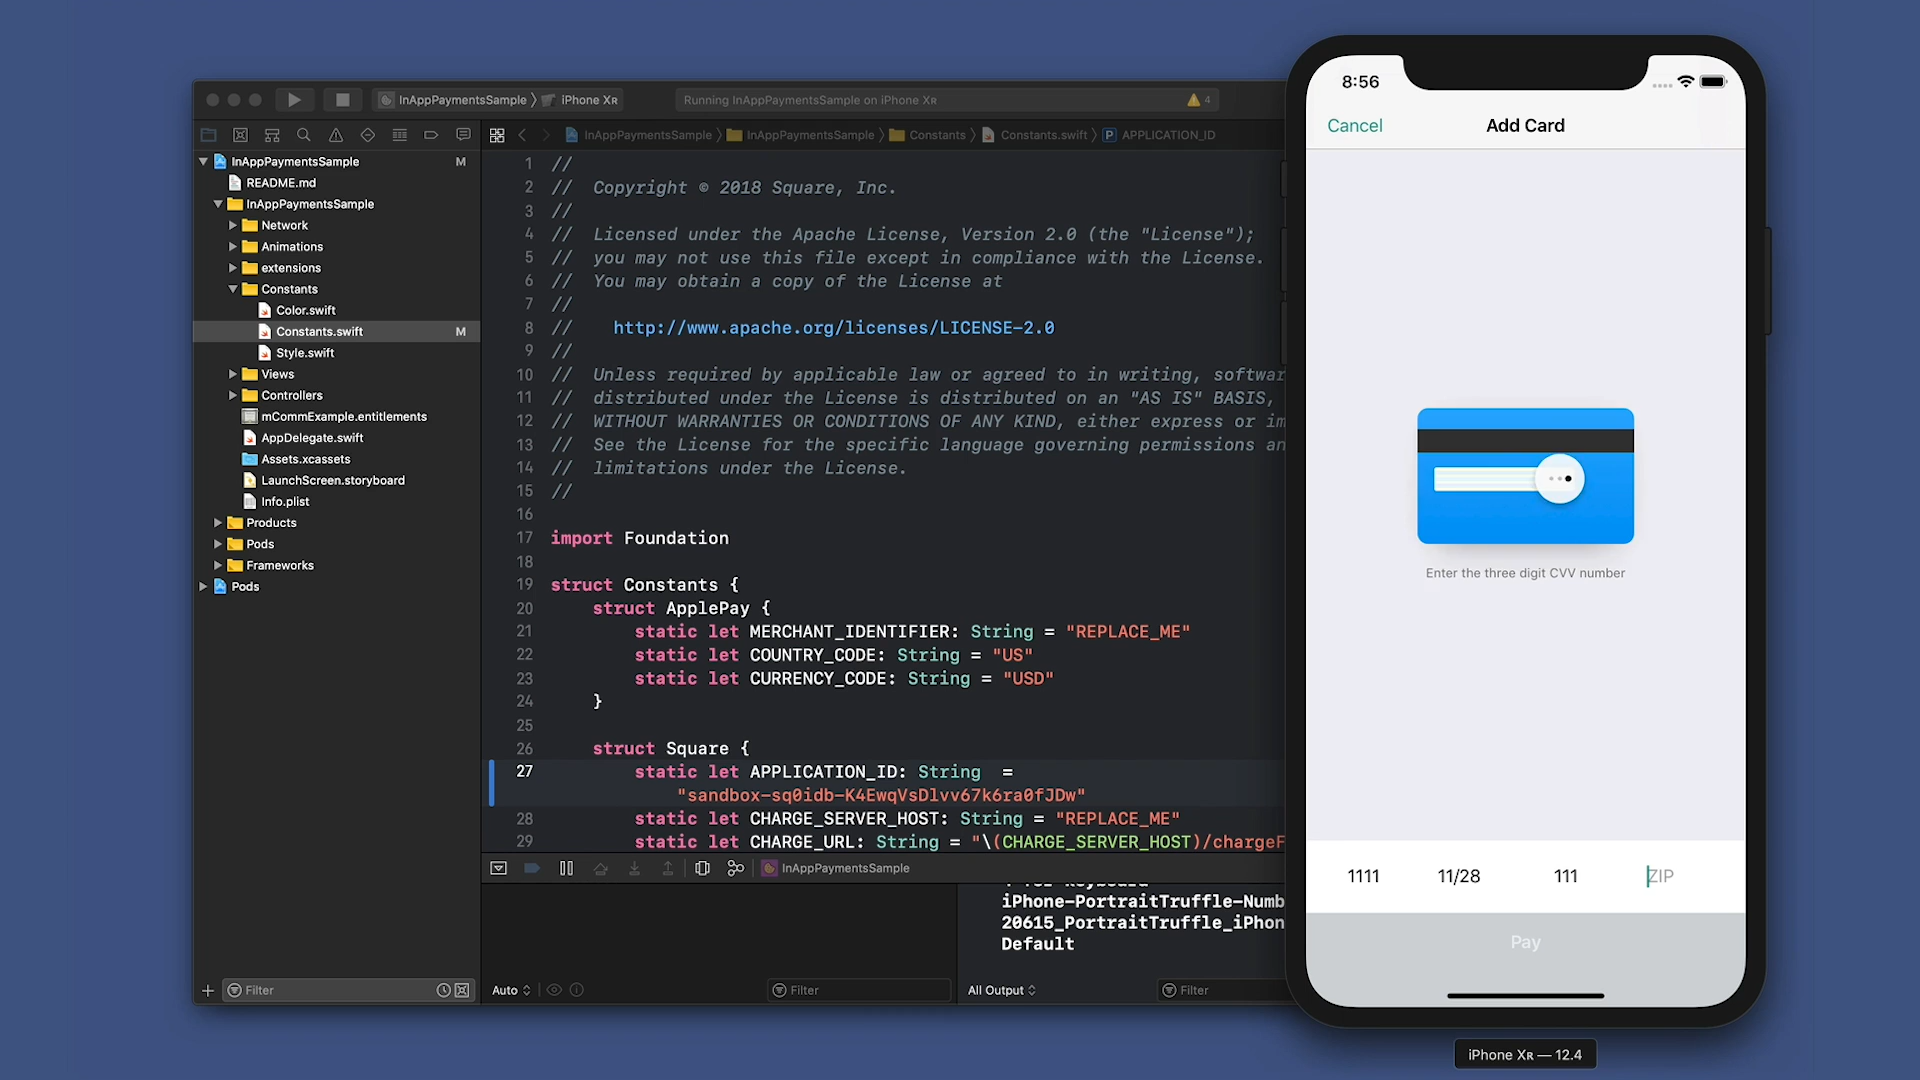 InAppPaymentsSample
iPhone Xʀ
Running InAppPaymentsSample on iPhone Xʀ
4
InAppPaymentsSample
M
README.md
InAppPaymentsSample
Network
Animations
extensions
Constants
Color.swift
Constants.swift
M
Style.swift
Views
Controllers
mCommExample.entitlements
AppDelegate.swift
Assets.xcassets
LaunchScreen.storyboard
Info.plist
Products
Pods
Frameworks
Pods
Filter
InAppPaymentsSample
InAppPaymentsSample
Constants
Constants.swift
P APPLICATION_ID
1 //
2 // Copyright © 2018 Square, Inc.
3 //
4 // Licensed under the Apache License, Version 2.0 (the "License");
5 // you may not use this file except in compliance with the License.
6 // You may obtain a copy of the License at
7 //
8 // http://www.apache.org/licenses/LICENSE-2.0
9 //
10 // Unless required by applicable law or agreed to in writing, softwar
11 // distributed under the License is distributed on an "AS IS" BASIS,
12 // WITHOUT WARRANTIES OR CONDITIONS OF ANY KIND, either express or im
13 // See the License for the specific language governing permissions an
14 // limitations under the License.
15 //
16
17 import Foundation
18
19 struct Constants {
20 struct ApplePay {
21 static let MERCHANT_IDENTIFIER: String = "REPLACE_ME"
22 static let COUNTRY_CODE: String = "US"
23 static let CURRENCY_CODE: String = "USD"
24 }
25
26 struct Square {
27 static let APPLICATION_ID: String =
"sandbox-sq0idb-K4EwqVsDlvv67k6ra0fJDw"
28 static let CHARGE_SERVER_HOST: String = "REPLACE_ME"
29 static let CHARGE_URL: String = "\(CHARGE_SERVER_HOST)/chargeF
InAppPaymentsSample
iPhone-PortraitTruffle-Numb
20615_PortraitTruffle_iPhon
Default
Auto
Filter
All Output
Filter
8:56
Cancel
Add Card
Enter the three digit CVV number
1111
11/28
111
ZIP
Pay
iPhone Xʀ — 12.4